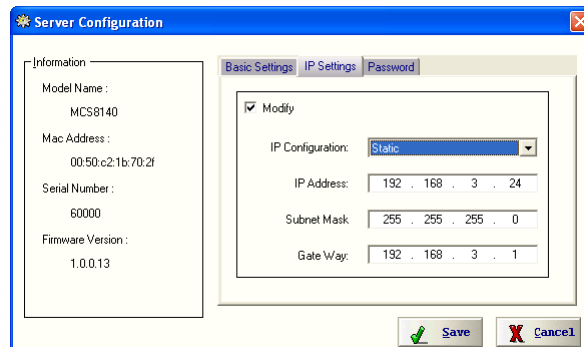 Server Configuration
Information
Model Name :
MCS8140
Mac Address :
00:50:c2:1b:70:2f
Serial Number :
60000
Firmware Version :
1.0.0.13
Basic Settings IP Settings Password
Modify
IP Configuration: Static
IP Address: 192 . 168 . 3 . 24
Subnet Mask 255 . 255 . 255 . 0
Gate Way: 192 . 168 . 3 . 1
Save Cancel